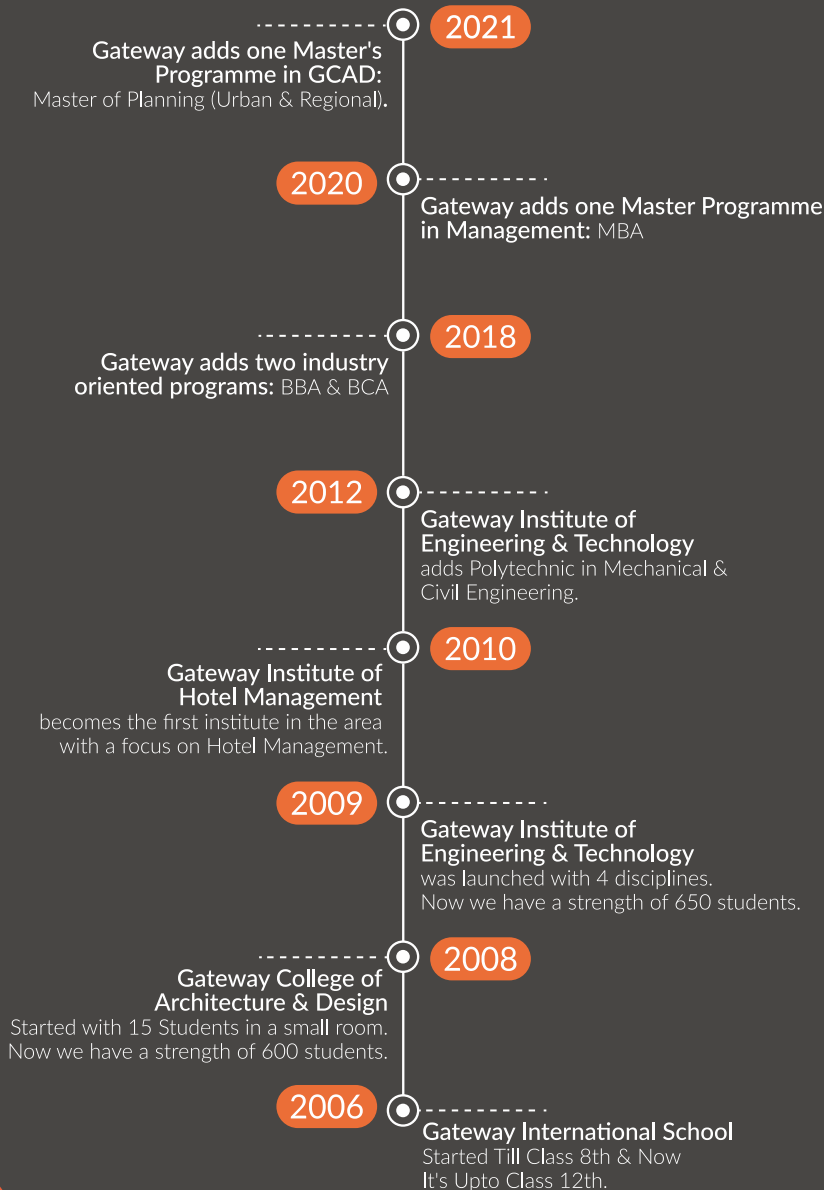 2021
Gateway adds one Master's
Programme in GCAD:
Master of Planning (Urban & Regional).
2020
Gateway adds one Master Programme
in Management: MBA
2018
Gateway adds two industry
oriented programs: BBA & BCA
2012
Gateway Institute of
Engineering & Technology
adds Polytechnic in Mechanical &
Civil Engineering.
2010
Gateway Institute of
Hotel Management
becomes the first institute in the area
with a focus on Hotel Management.
2009
Gateway Institute of
Engineering & Technology
was launched with 4 disciplines.
Now we have a strength of 650 students.
2008
Gateway College of
Architecture & Design
Started with 15 Students in a small room.
Now we have a strength of 600 students.
2006
Gateway International School
Started Till Class 8th & Now
It's Upto Class 12th.